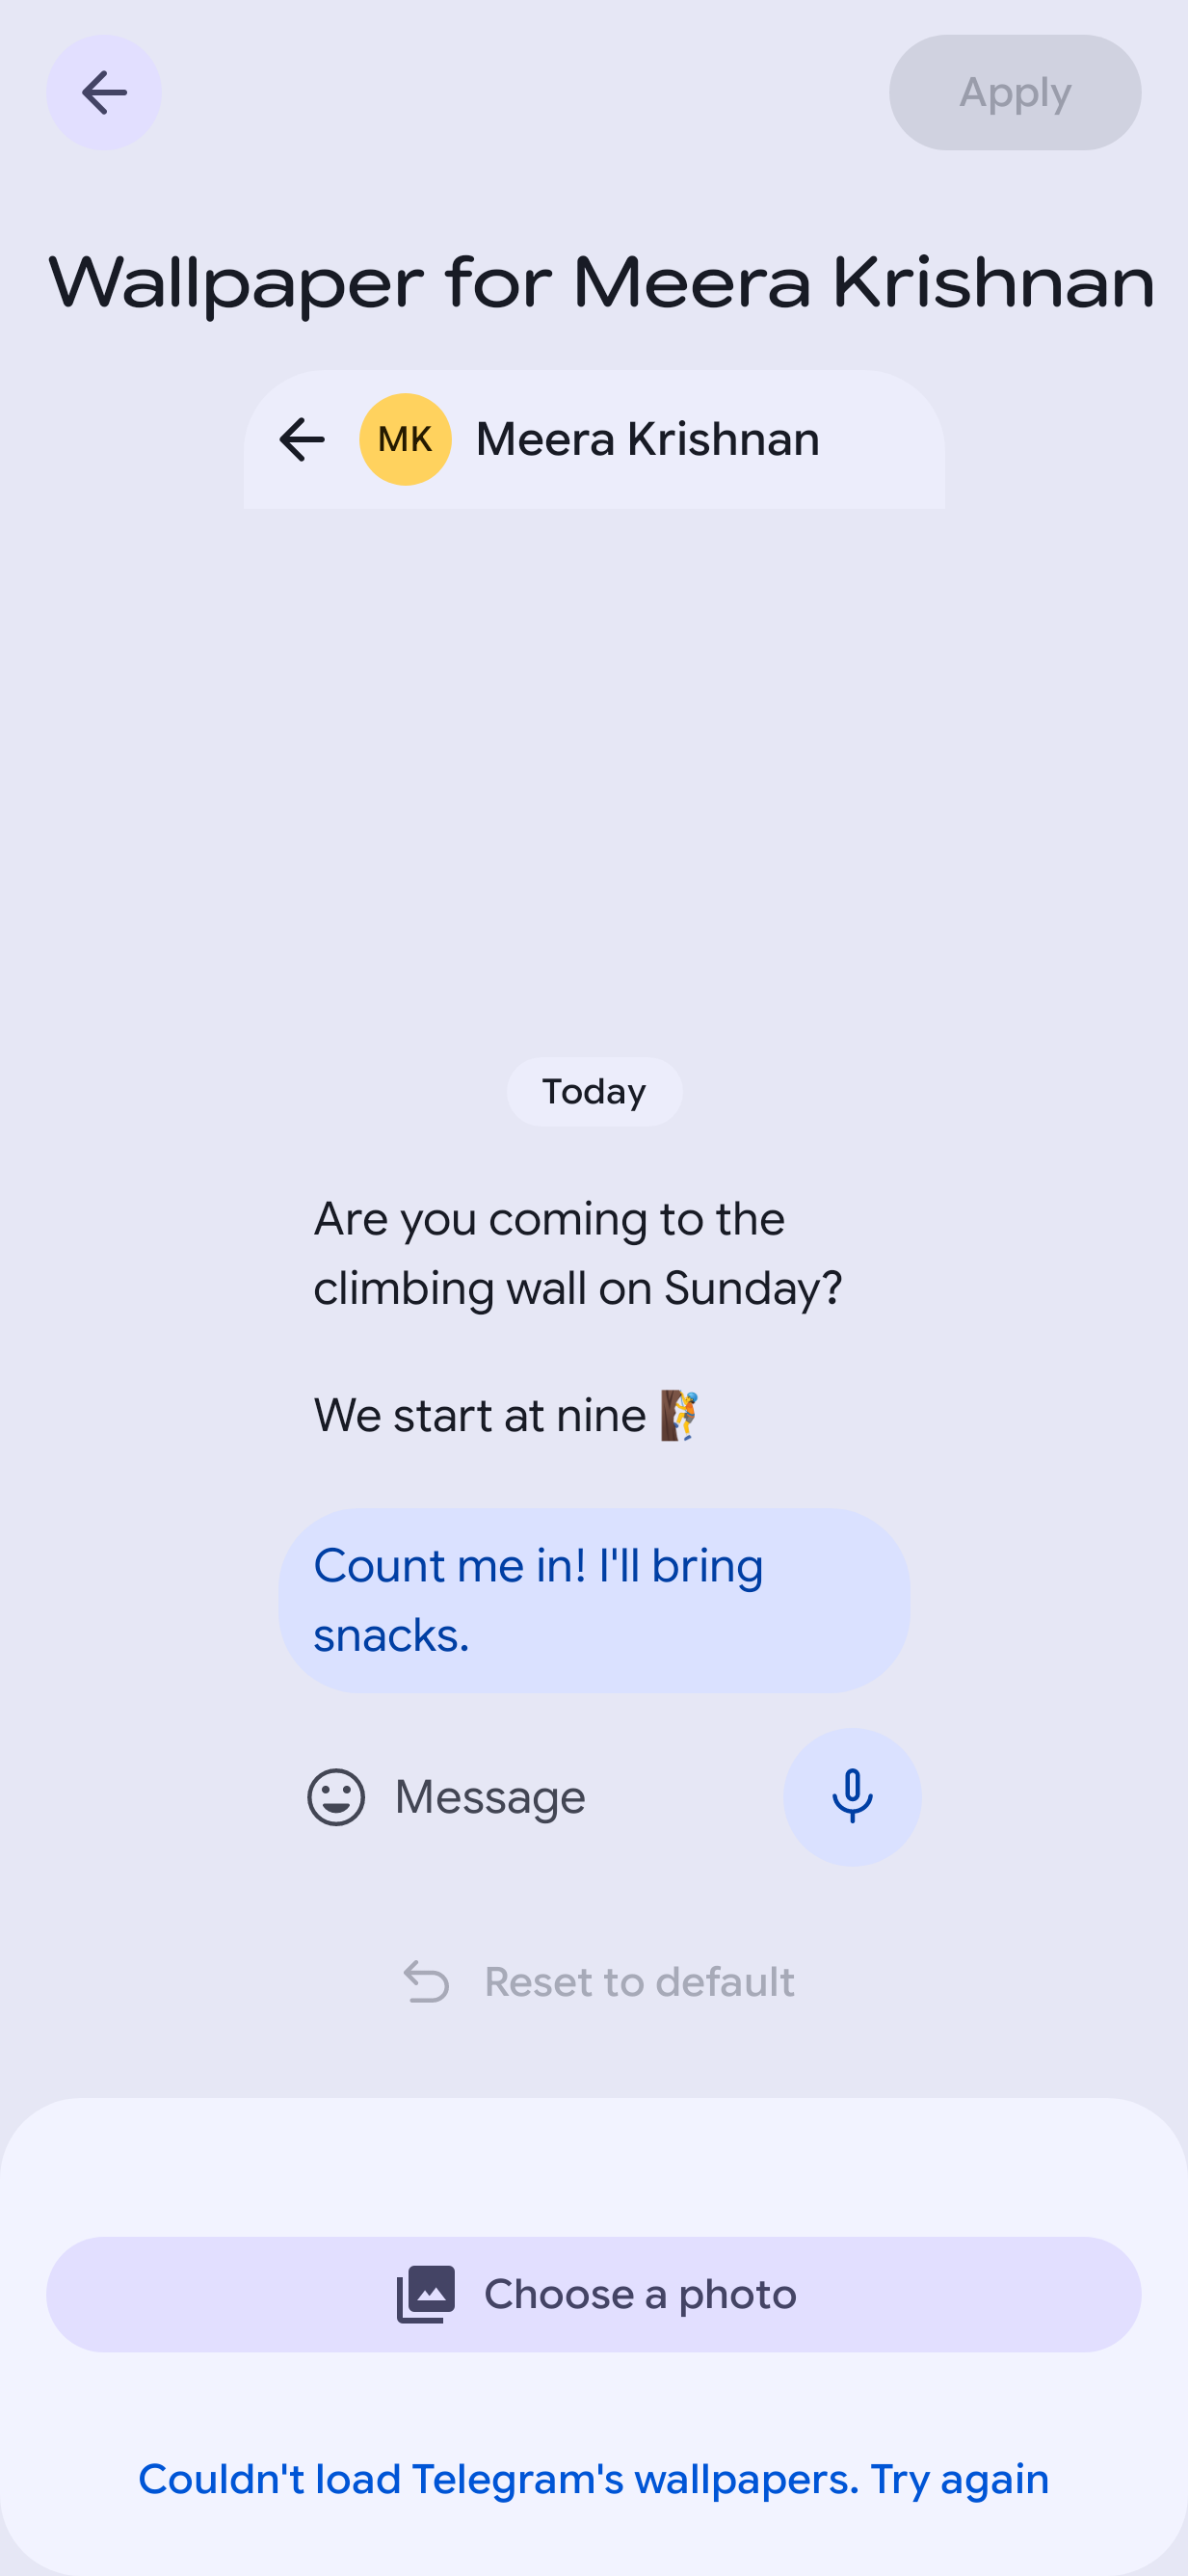 Apply
Wallpaper for Meera Krishnan
MK
Meera Krishnan
Today
Are you coming to the
climbing wall on Sunday?
We start at nine 🧗
Count me in! I'll bring
snacks.
Message
Reset to default
Choose a photo
Couldn't load Telegram's wallpapers. Try again